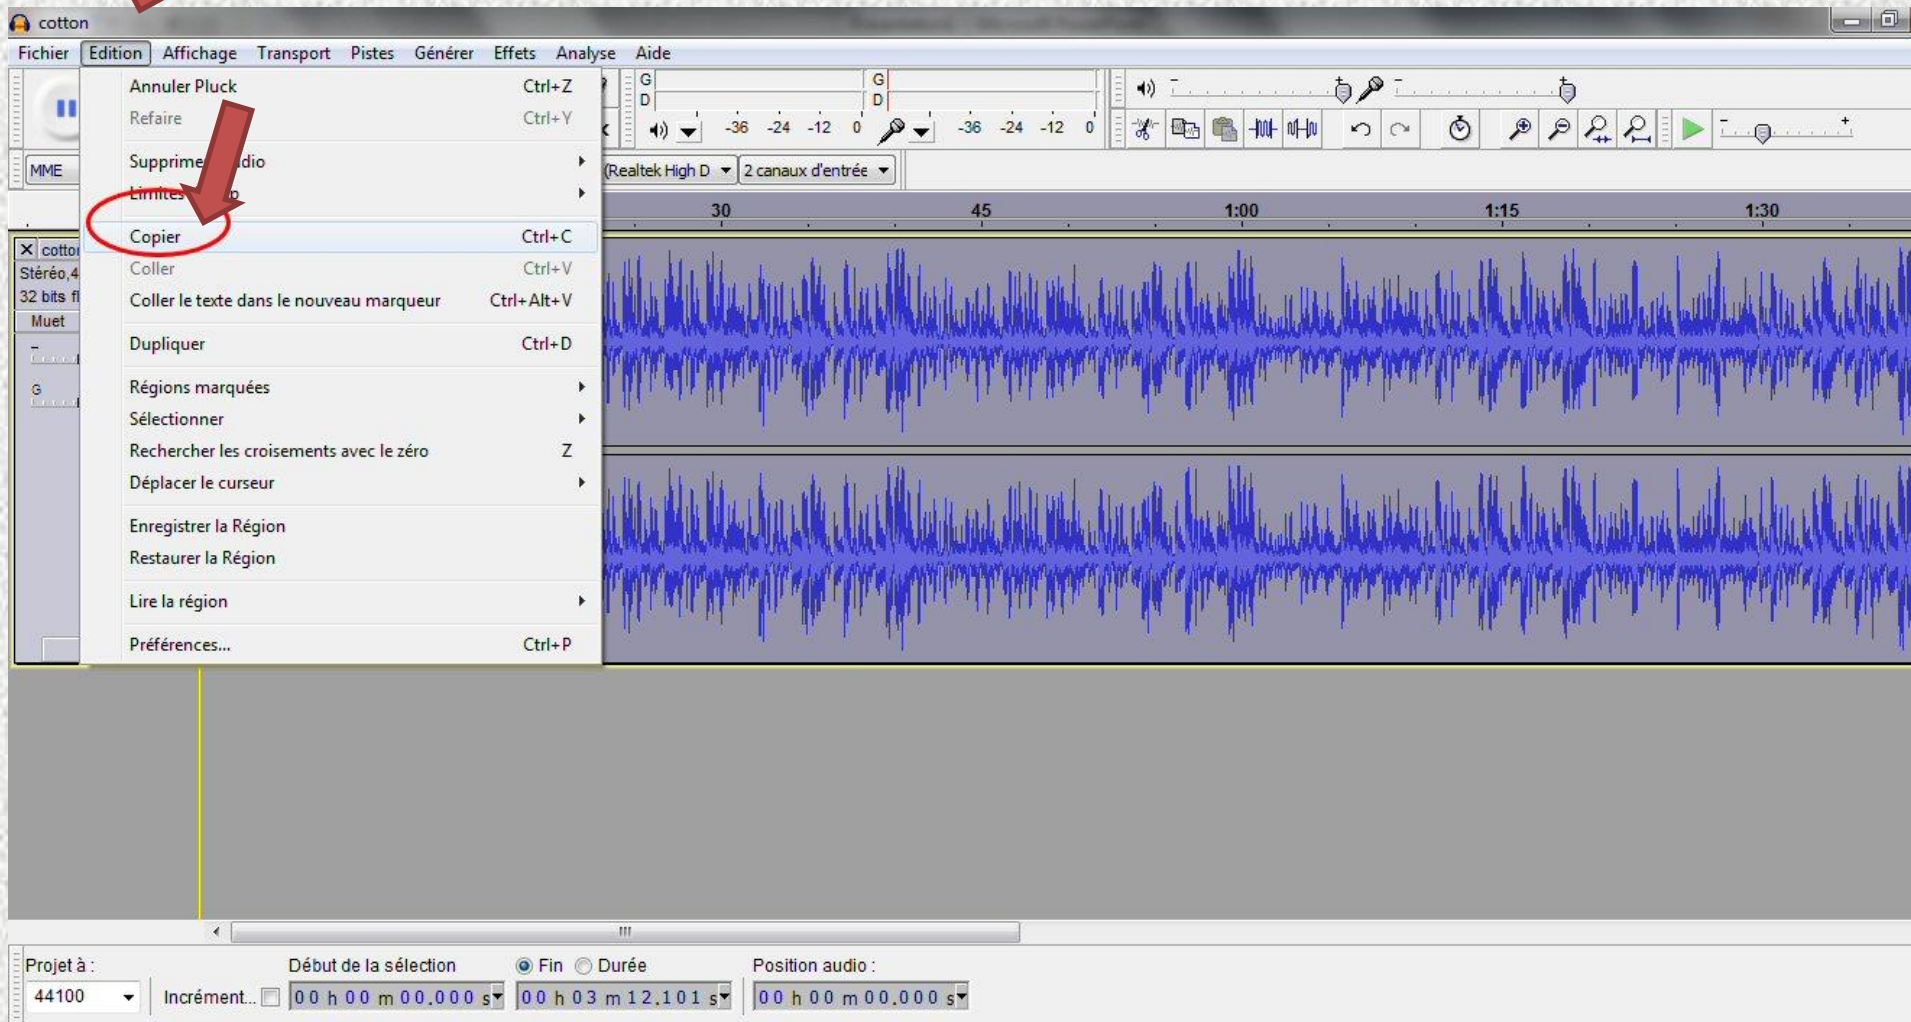 cotton
Fichier Edition Affichage Transport Pistes Générer Effets Analyse Aide
Annuler Pluck Ctrl+Z
Refaire Ctrl+Y
Supprime dio
Limites p
Copier Ctrl+C
Coller Ctrl+V
Coller le texte dans le nouveau marqueur Ctrl+Alt+V
Dupliquer Ctrl+D
Régions marquées
Sélectionner
Rechercher les croisements avec le zéro Z
Déplacer le curseur
Enregistrer la Région
Restaurer la Région
Lire la région
Préférences... Ctrl+P
G G
D D
-36 -24 -12 0 -36 -24 -12 0
MME (Realtek High D 2 canaux d'entrée
30 45 1:00 1:15 1:30
cotto
Stéréo,4
32 bits fl
Muet
G
Projet à : Début de la sélection Fin Durée Position audio :
44100 Incrément... 00 h 00 m 00.000 s 00 h 03 m 12.101 s 00 h 00 m 00.000 s